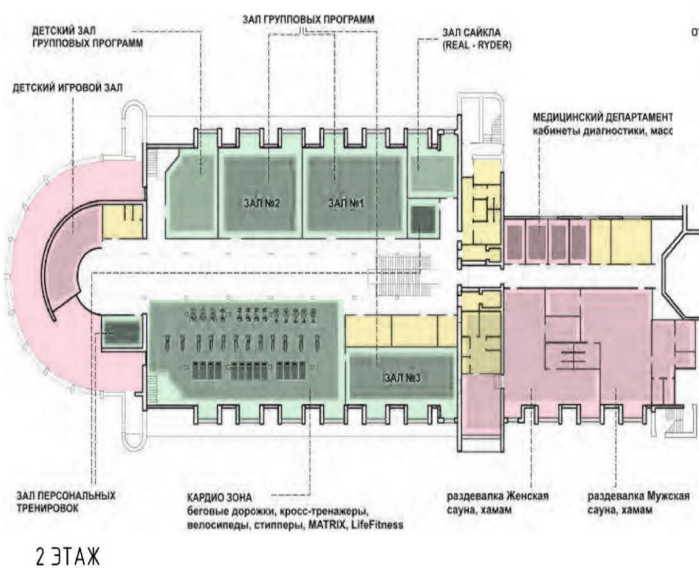 ДЕТСКИЙ ЗАЛ
ГРУППОВЫХ ПРОГРАММ
ЗАЛ ГРУППОВЫХ ПРОГРАММ
ЗАЛ САЙКЛА
(REAL - RYDER)
ДЕТСКИЙ ИГРОВОЙ ЗАЛ
МЕДИЦИНСКИЙ ДЕПАРТАМЕНТ
кабинеты диагностики, масс
ЗАЛ №2
ЗАЛ №1
ЗАЛ №3
ЗАЛ ПЕРСОНАЛЬНЫХ
ТРЕНИРОВОК
КАРДИО ЗОНА
беговые дорожки, кросс-тренажеры,
велосипеды, степперы, MATRIX, LifeFitness
раздевалка Женская
сауна, хамам
раздевалка Мужская
сауна, хамам
2 ЭТАЖ